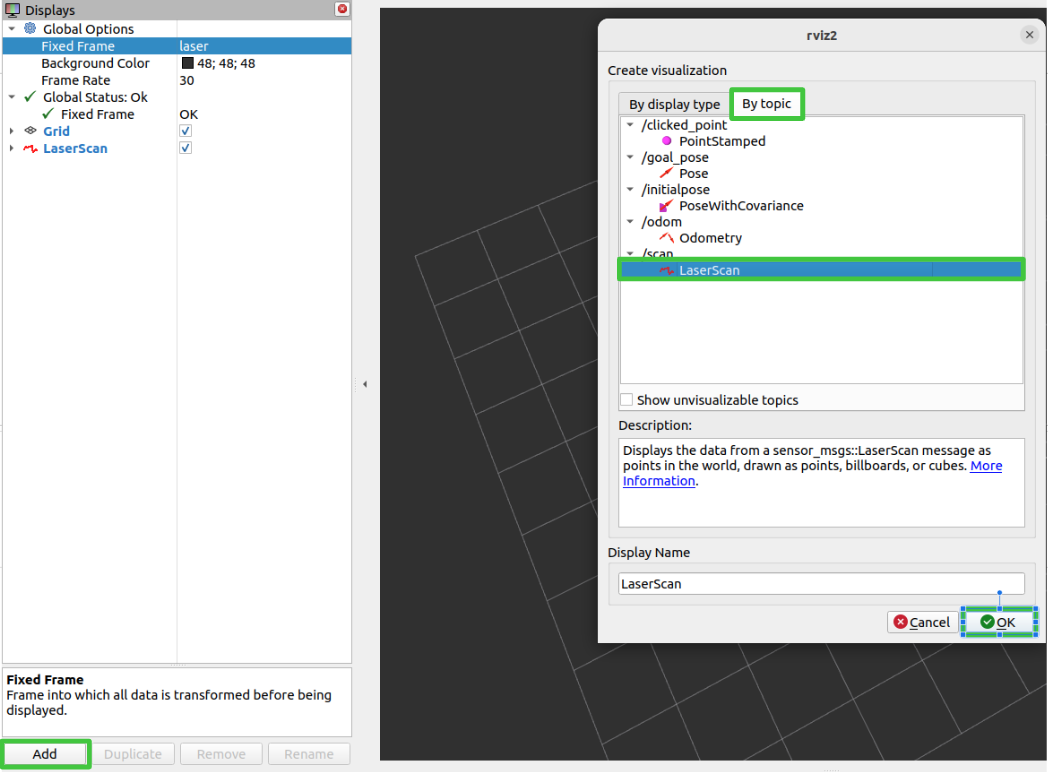 Displays
Global Options
Fixed Frame laser
Background Color 48; 48; 48
Frame Rate 30
Global Status: Ok
Fixed Frame OK
Grid
LaserScan
Fixed Frame
Frame into which all data is transformed before being
displayed.
Add Duplicate Remove Rename
rviz2
Create visualization
By display type By topic
/clicked_point
PointStamped
/goal_pose
Pose
/initialpose
PoseWithCovariance
/odom
Odometry
/scan
LaserScan
Show unvisualizable topics
Description:
Displays the data from a sensor_msgs::LaserScan message as
points in the world, drawn as points, billboards, or cubes. More
Information.
Display Name
LaserScan
Cancel OK